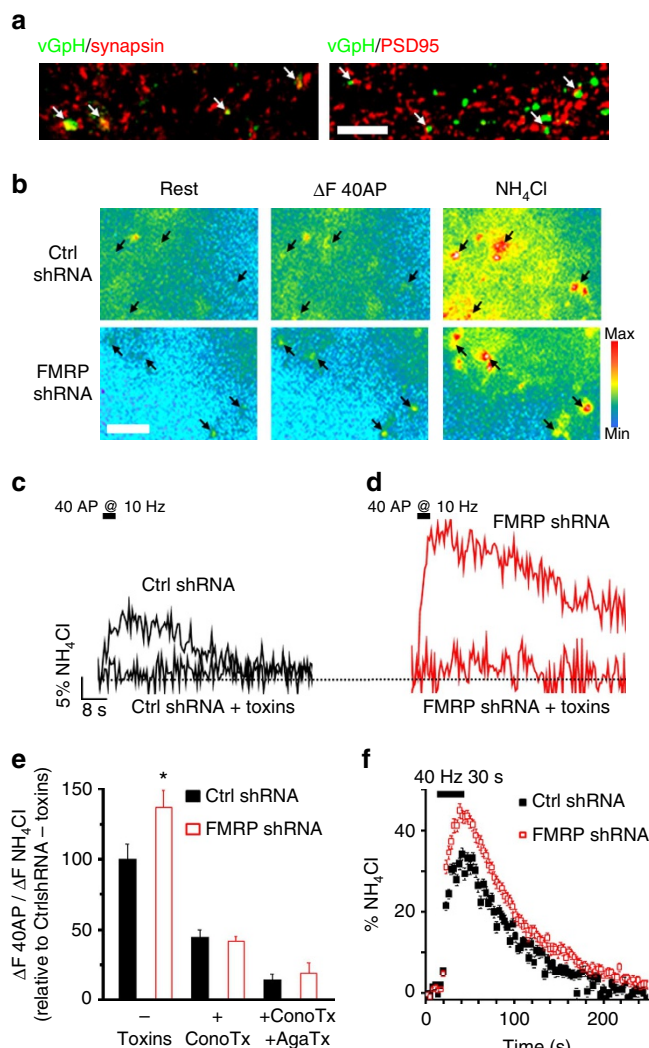 a
vGpH/synapsin
vGpH/PSD95
b
Rest
ΔF 40AP
NH₄Cl
Ctrl
shRNA
FMRP
shRNA
Max
Min
c
40 AP @ 10 Hz
Ctrl shRNA
5% NH₄Cl
8 s
Ctrl shRNA + toxins
d
40 AP @ 10 Hz
FMRP shRNA
FMRP shRNA + toxins
e
ΔF 40AP / ΔF NH₄Cl
(relative to CtrlshRNA – toxins)
150
100
50
0
*
Ctrl shRNA
FMRP shRNA
–
Toxins
+
ConoTx
+ConoTx
+AgaTx
f
40 Hz 30 s
Ctrl shRNA
FMRP shRNA
% NH₄Cl
40
20
0
0
100
200
Time (s)